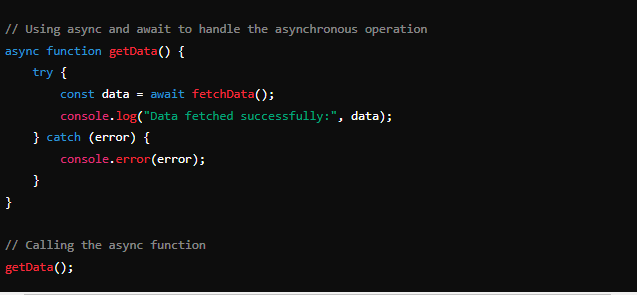 // Using async and await to handle the asynchronous operation
async function getData() {
    try {
        const data = await fetchData();
        console.log("Data fetched successfully:", data);
    } catch (error) {
        console.error(error);
    }
}

// Calling the async function
getData();